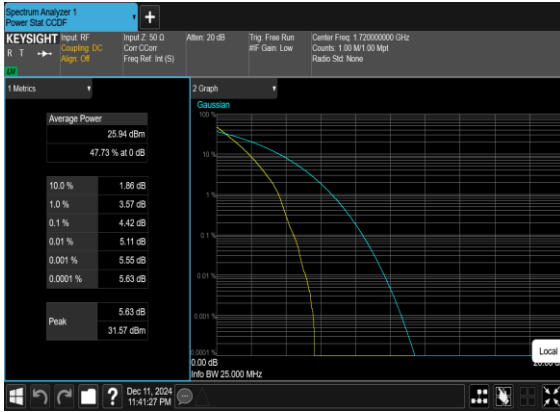 Spectrum Analyzer 1
Power Stat CCDF
KEYSIGHT
R T
LXI
Input: RF
Coupling: DC
Align: Off
Input Z: 50 Ω
Corr CCorr
Freq Ref: Int (S)
Atten: 20 dB
Trig: Free Run
#IF Gain: Low
Center Freq: 1.720000000 GHz
Counts: 1.00 M/1.00 Mpt
Radio Std: None
1 Metrics
Average Power
25.94 dBm
47.73 % at 0 dB
10.0 % 1.86 dB
1.0 % 3.57 dB
0.1 % 4.42 dB
0.01 % 5.11 dB
0.001 % 5.55 dB
0.0001 % 5.63 dB
Peak
5.63 dB
31.57 dBm
2 Graph
Gaussian
100 %
10 %
1 %
0.1 %
0.01 %
0.001 %
0.0001 %
0.00 dB
Info BW 25.000 MHz
Local
?
Dec 11, 2024
11:41:27 PM